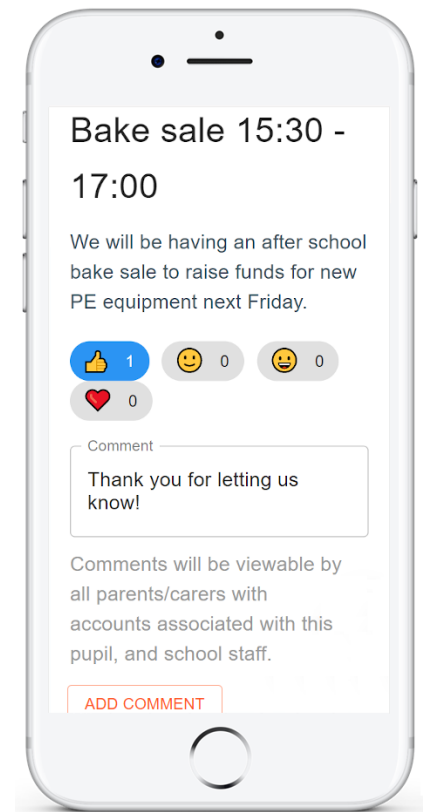 Bake sale 15:30 -
17:00
We will be having an after school
bake sale to raise funds for new
PE equipment next Friday.
1 0 0
0
Comment
Thank you for letting us
know!
Comments will be viewable by
all parents/carers with
accounts associated with this
pupil, and school staff.
ADD COMMENT